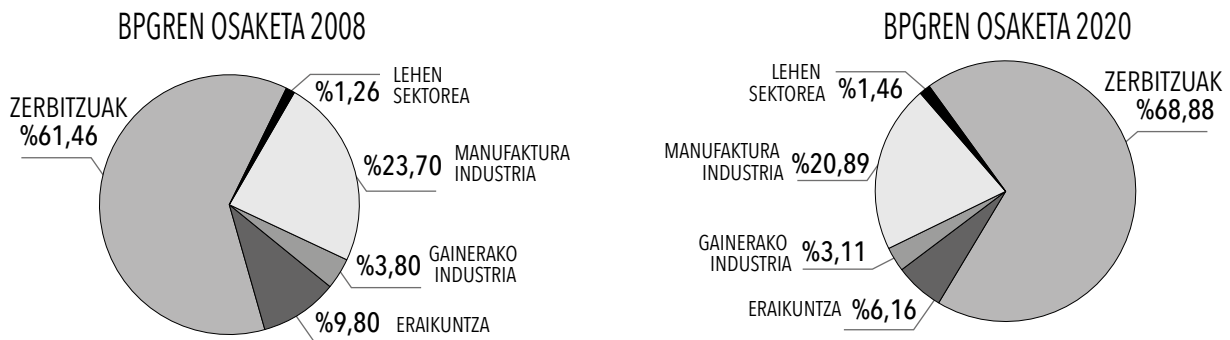 BPGREN OSAKETA 2008
ZERBITZUAK
%61,46
%1,26
LEHEN
SEKTOREA
%23,70
MANUFAKTURA
INDUSTRIA
%3,80
GAINERAKO
INDUSTRIA
%9,80
ERAIKUNTZA
BPGREN OSAKETA 2020
LEHEN
SEKTOREA
%1,46
ZERBITZUAK
%68,88
MANUFAKTURA
INDUSTRIA
%20,89
GAINERAKO
INDUSTRIA
%3,11
ERAIKUNTZA
%6,16